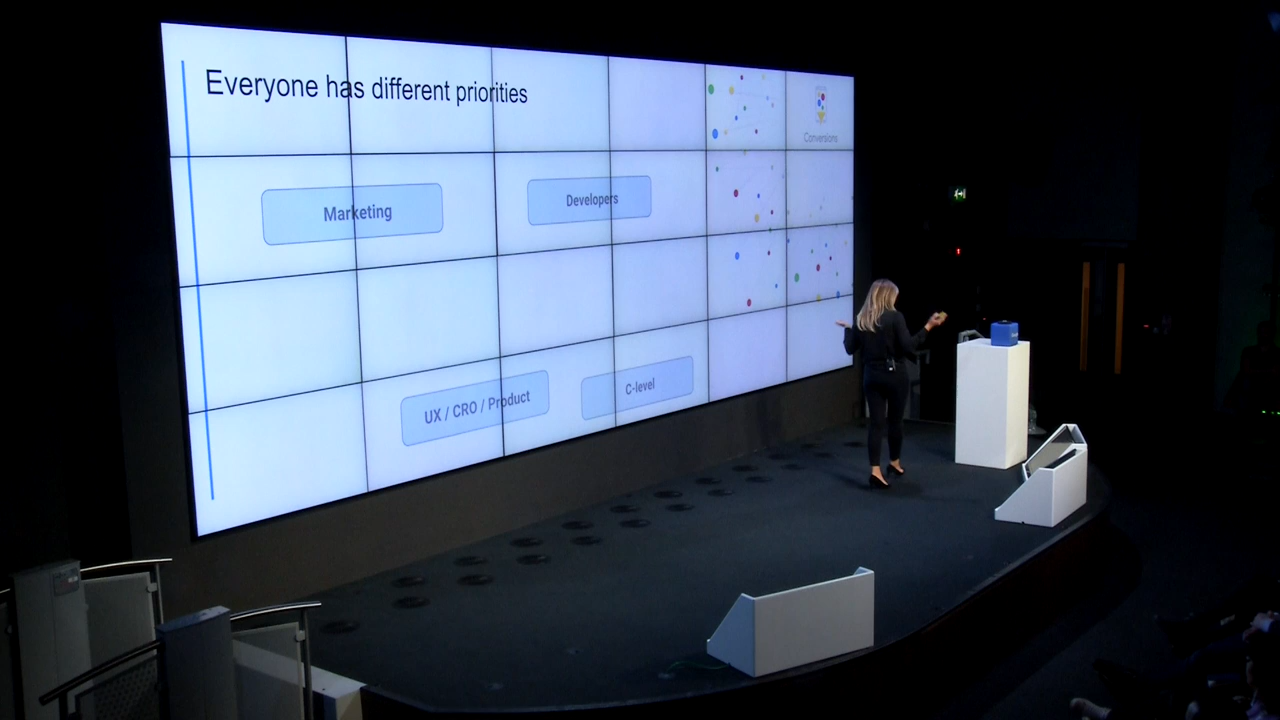 Everyone has different priorities
Conversions
Marketing
Developers
UX / CRO / Product
C-level